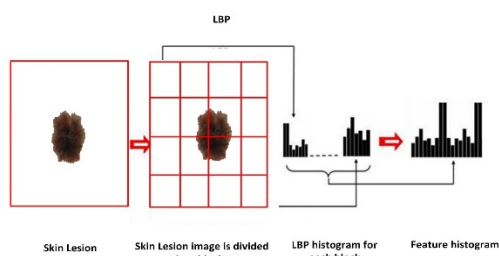 LBP
Skin Lesion
Skin Lesion image is divided
LBP histogram for
Feature histogram